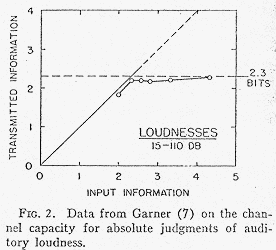 4
3
2
1
0
TRANSMITTED INFORMATION
2.3
BITS
LOUDNESSES
15-110 DB
0 1 2 3 4 5
INPUT INFORMATION
FIG. 2. Data from Garner (7) on the chan-
nel capacity for absolute judgments of audi-
tory loudness.